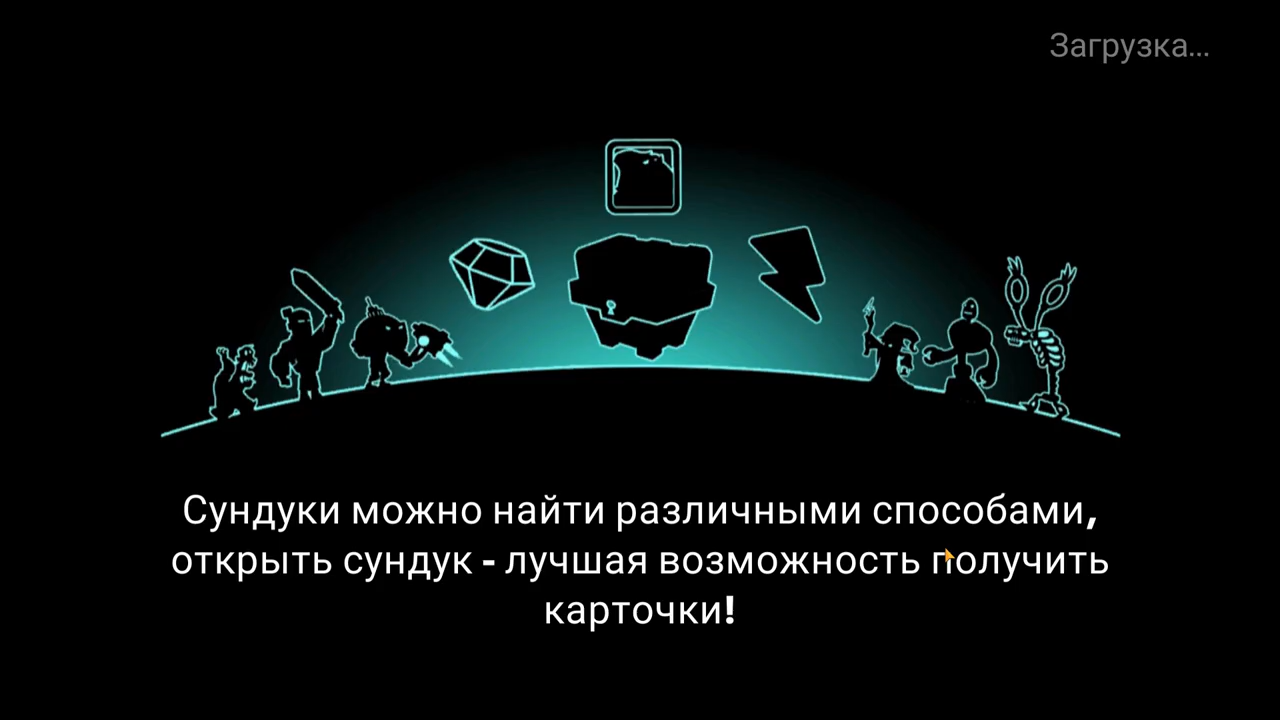 Загрузка...
Сундуки можно найти различными способами,
открыть сундук - лучшая возможность получить
карточки!